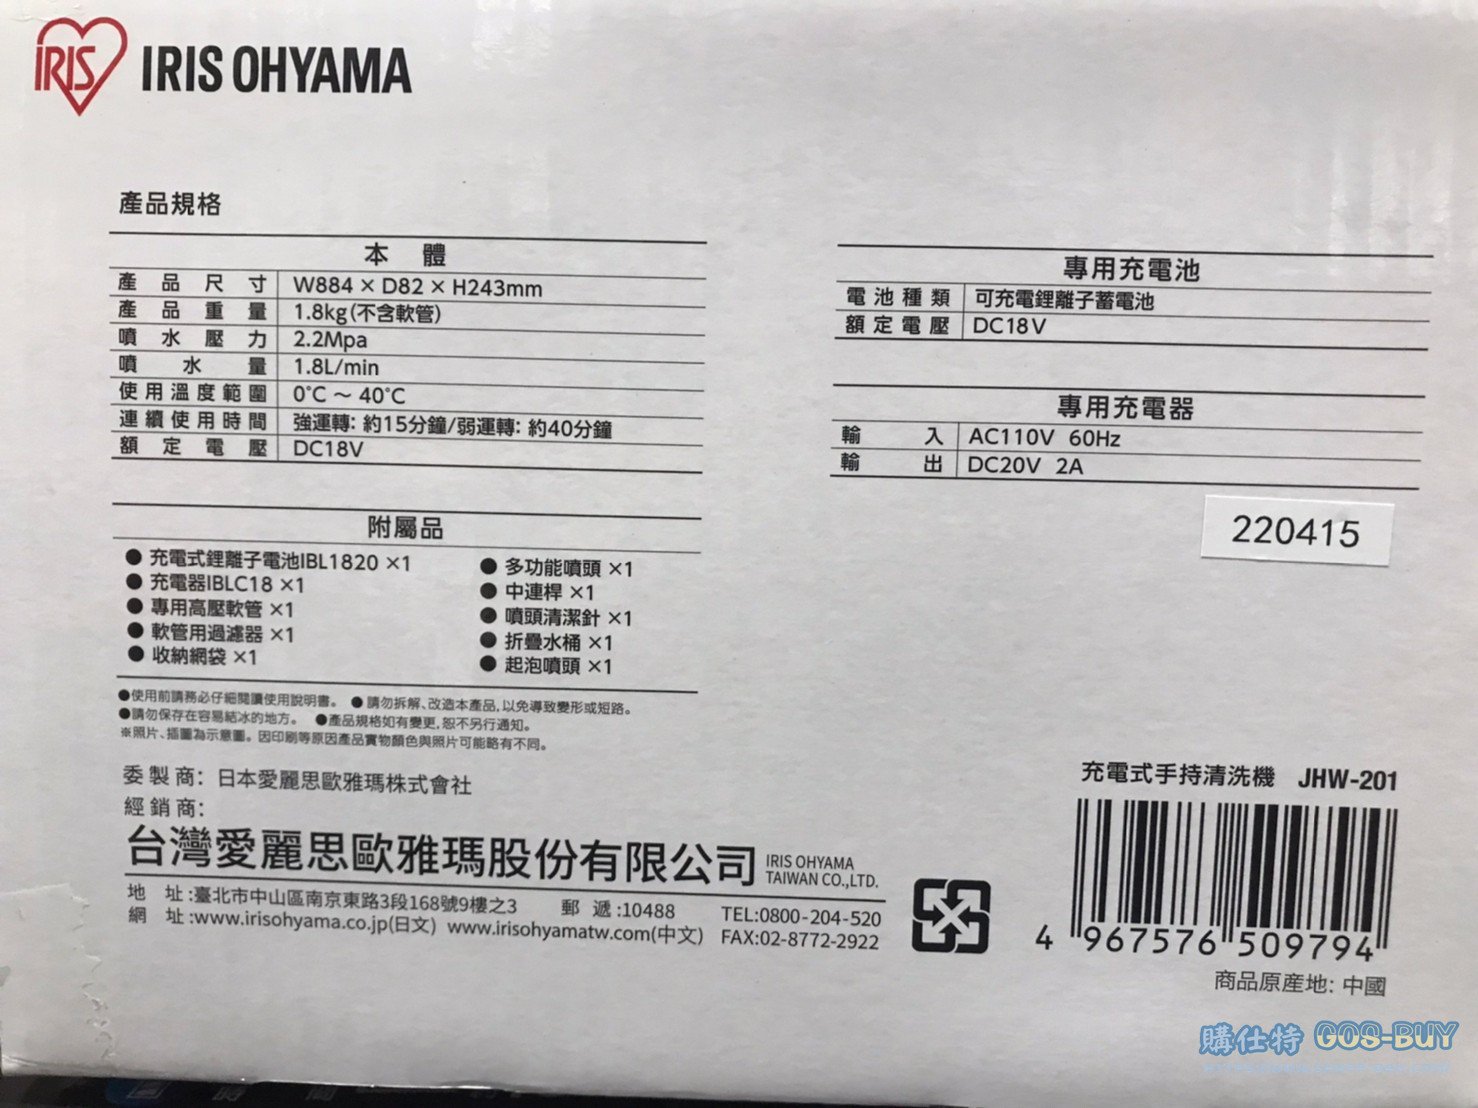 IRIS IRIS OHYAMA
產品規格
本 體
產品尺寸 W884 × D82 × H243mm
產品重量 1.8kg(不含軟管)
噴水壓力 2.2Mpa
噴水量 1.8L/min
使用溫度範圍 0°C ~ 40°C
連續使用時間 強運轉: 約15分鐘/弱運轉: 約40分鐘
額定電壓 DC18V
專用充電池
電池種類 可充電鋰離子蓄電池
額定電壓 DC18V
專用充電器
輸入 AC110V 60Hz
輸出 DC20V 2A
220415
附屬品
● 充電式鋰離子電池IBL1820 ×1
● 充電器IBLC18 ×1
● 專用高壓軟管 ×1
● 軟管用過濾器 ×1
● 收納網袋 ×1
● 多功能噴頭 ×1
● 中連桿 ×1
● 噴頭清潔針 ×1
● 折疊水桶 ×1
● 起泡噴頭 ×1
●使用前請務必仔細閱讀使用說明書。 ●請勿拆解、改造本產品,以免導致變形或短路。
●請勿保存在容易結冰的地方。 ●產品規格如有變更,恕不另行通知。
※照片、插圖為示意圖。因印刷等原因產品實物顏色與照片可能略有不同。
委製商: 日本愛麗思歐雅瑪株式會社
經銷商:
台灣愛麗思歐雅瑪股份有限公司 IRIS OHYAMA
TAIWAN CO.,LTD.
地 址:臺北市中山區南京東路3段168號9樓之3 郵 遞:10488 TEL:0800-204-520
網 址:www.irisohyama.co.jp(日文) www.irisohyamatw.com(中文) FAX:02-8772-2922
充電式手持清洗機 JHW-201
4 967576 509794
商品原產地: 中國
購仕特 GOS-BUY